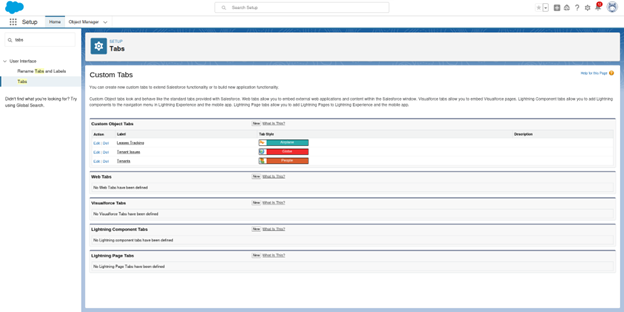 Search Setup
Setup
Home
Object Manager
tabs
User Interface
Rename Tabs and Labels
Tabs
Didn't find what you're looking for? Try
using Global Search.
SETUP
Tabs
Custom Tabs
Help for this Page
You can create new custom tabs to extend Salesforce functionality or to build new application functionality.
Custom Object tabs look and behave like the standard tabs provided with Salesforce. Web tabs allow you to embed external web applications and content within the Salesforce window. Visualforce tabs allow you to embed Visualforce pages. Lightning Component tabs allow you to add Lightning
components to the navigation menu in Lightning Experience and the mobile app. Lightning Page tabs allow you to add Lightning Pages to Lightning Experience and the mobile app.
Custom Object Tabs New What Is This?
Action Label Tab Style Description
Edit | Del
Tenant Issues
Edit | Del Tenants People
Web Tabs New What Is This?
No Web Tabs have been defined
Visualforce Tabs New What Is This?
No Visualforce Tabs have been defined
Lightning Component Tabs New What Is This?
No Lightning component tabs have been defined
Lightning Page Tabs New What Is This?
No Lightning Page Tabs have been defined